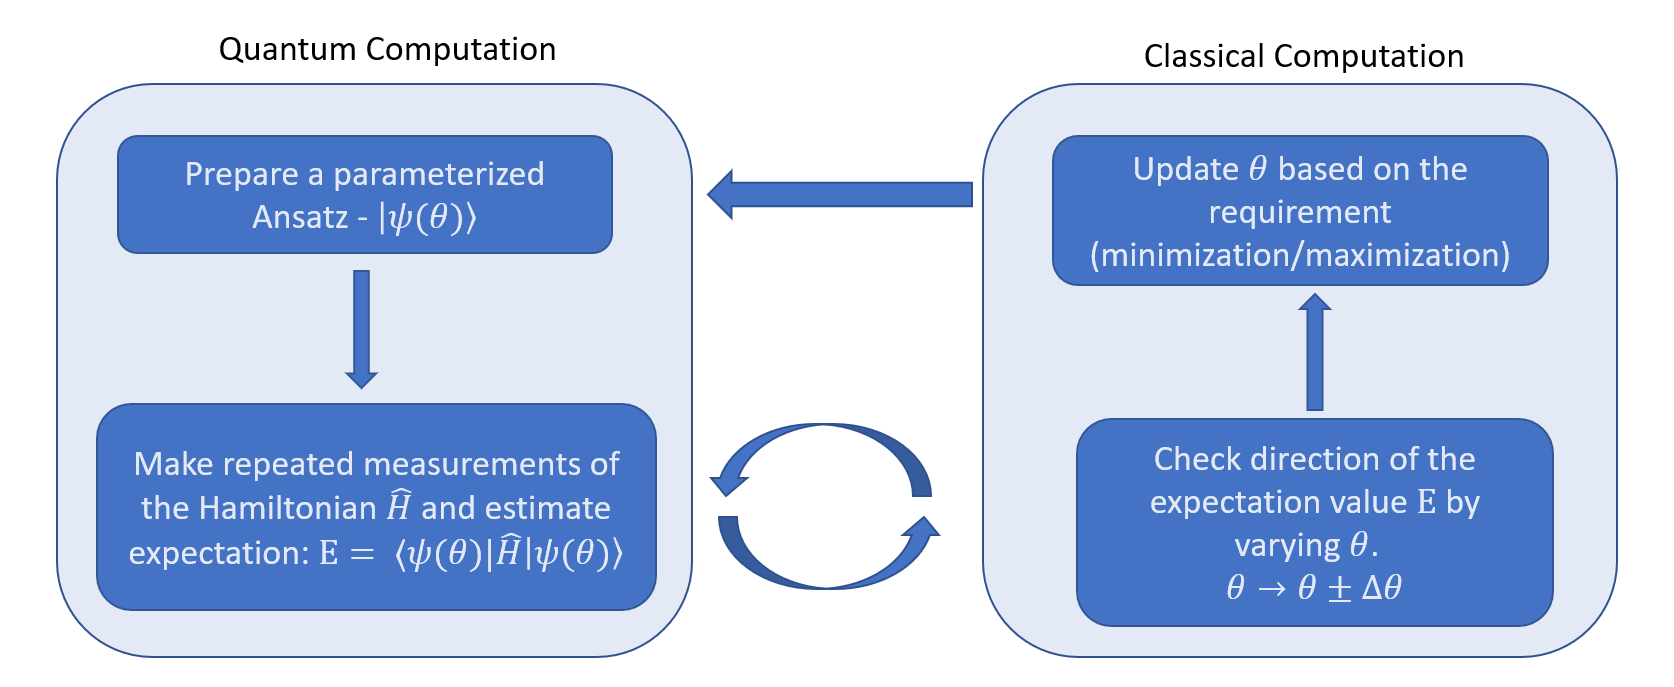 Quantum Computation
Prepare a parameterized
Ansatz - |ψ(θ)⟩
Make repeated measurements of
the Hamiltonian Ĥ and estimate
expectation: E = ⟨ψ(θ)|Ĥ|ψ(θ)⟩
Classical Computation
Update θ based on the
requirement
(minimization/maximization)
Check direction of the
expectation value E by
varying θ.
θ → θ ± Δθ